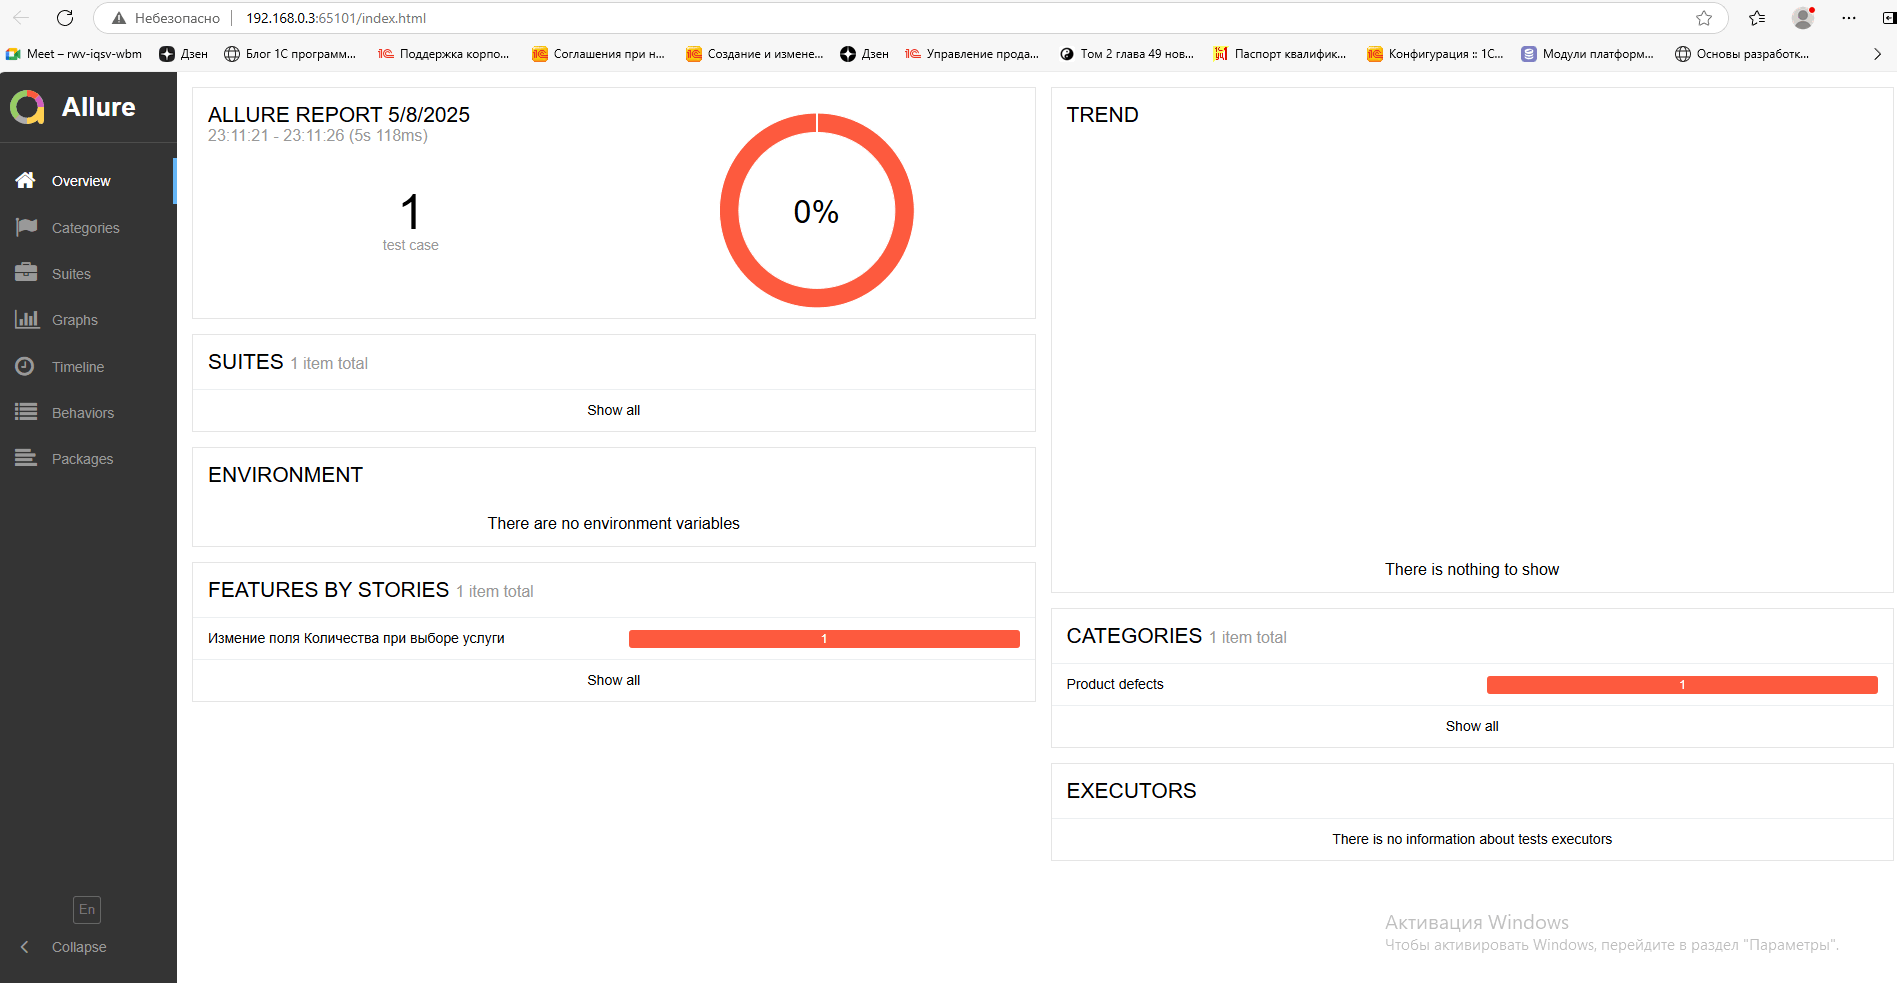 Небезопасно
192.168.0.3:65101/index.html
Meet – rwv-iqsv-wbm
Дзен
Блог 1С программ...
Поддержка корпо...
Соглашения при н...
Создание и измене...
Дзен
Управление прода...
Том 2 глава 49 нов...
Паспорт квалифик...
Конфигурация :: 1С...
Модули платформ...
Основы разработк...
Allure
Overview
Categories
Suites
Graphs
Timeline
Behaviors
Packages
En
Collapse
ALLURE REPORT 5/8/2025
23:11:21 - 23:11:26 (5s 118ms)
1
test case
0%
SUITES 1 item total
Show all
ENVIRONMENT
There are no environment variables
FEATURES BY STORIES 1 item total
Измение поля Количества при выборе услуги
1
Show all
TREND
There is nothing to show
CATEGORIES 1 item total
Product defects
1
Show all
EXECUTORS
There is no information about tests executors
Активация Windows
Чтобы активировать Windows, перейдите в раздел "Параметры".